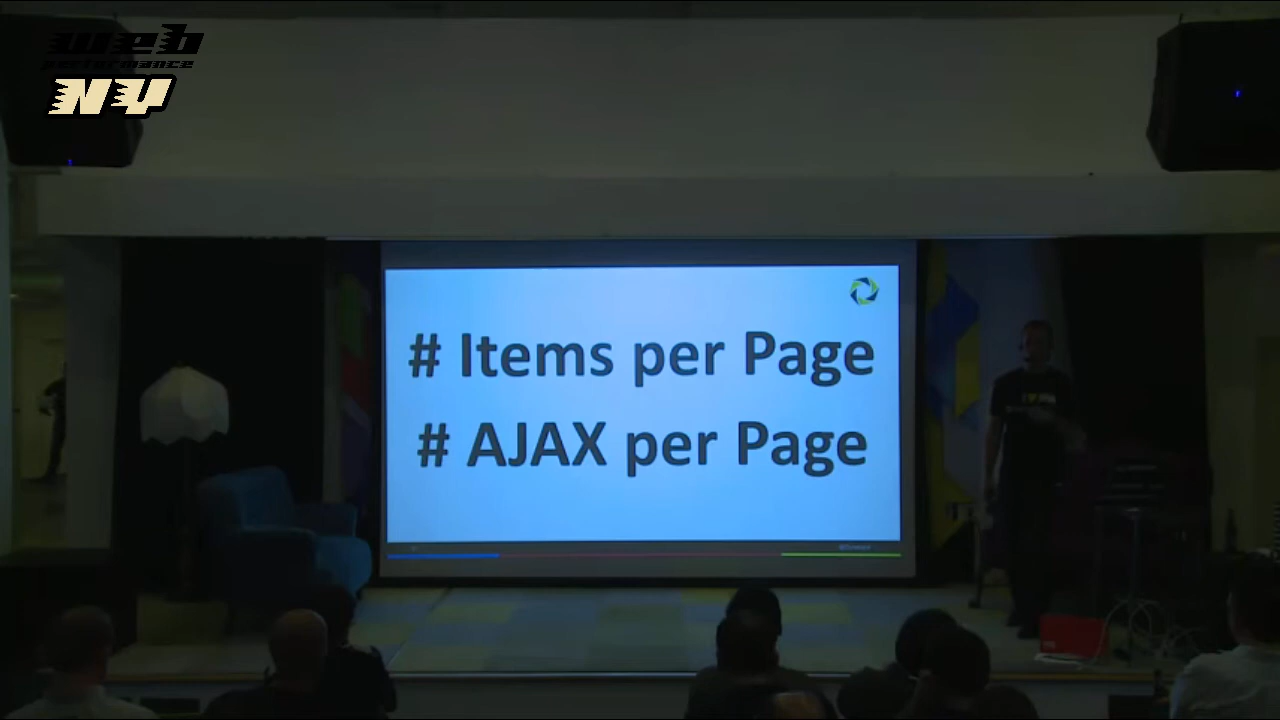 web
performance
NY
# Items per Page
# AJAX per Page